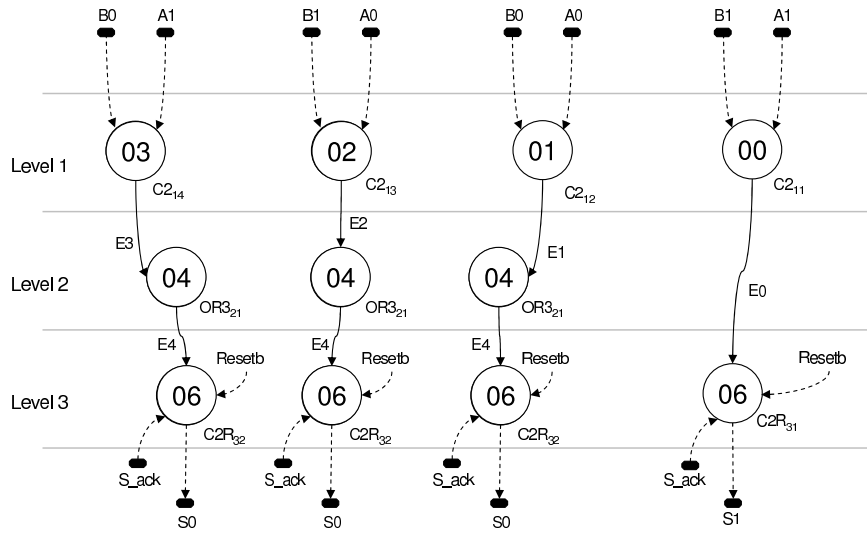 B0 A1 B1 A0 B0 A0 B1 A1
Level 1 03 02 01 00
C2₁₄ C2₁₃ C2₁₂ C2₁₁
E3 E2 E1 E0
Level 2 04 04 04
OR3₂₁ OR3₂₁ OR3₂₁
E4 E4 E4
Resetb Resetb Resetb Resetb
Level 3 06 06 06 06
C2R₃₂ C2R₃₂ C2R₃₂ C2R₃₁
S_ack S_ack S_ack S_ack
S0 S0 S0 S1